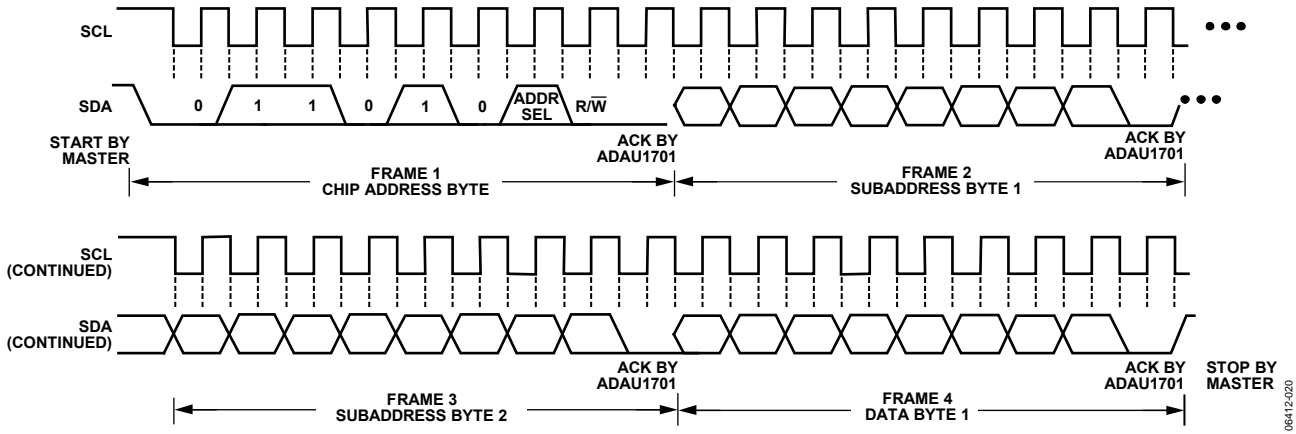 SCL
SDA
0 1 1 0 1 0 ADDR SEL R/W̅
START BY MASTER
ACK BY ADAU1701
ACK BY ADAU1701
FRAME 1
CHIP ADDRESS BYTE
FRAME 2
SUBADDRESS BYTE 1
SCL
(CONTINUED)
SDA
(CONTINUED)
ACK BY ADAU1701
ACK BY ADAU1701
STOP BY MASTER
FRAME 3
SUBADDRESS BYTE 2
FRAME 4
DATA BYTE 1
06412-020